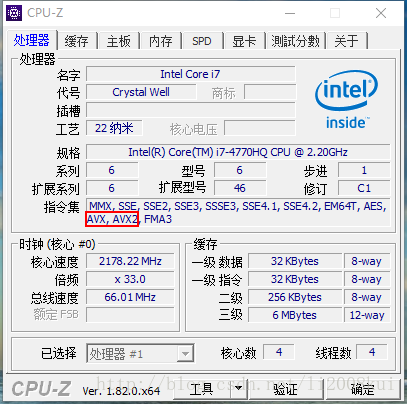 CPU-Z
处理器 缓存 主板 内存 SPD 显卡 測試分數 关于
处理器
名字 Intel Core i7
代号 Crystal Well 商标
插槽
工艺 22 纳米 核心电压
intel inside™
规格 Intel(R) Core(TM) i7-4770HQ CPU @ 2.20GHz
系列 6 型号 6 步进 1
扩展系列 6 扩展型号 46 修订 C1
指令集 MMX, SSE, SSE2, SSE3, SSSE3, SSE4.1, SSE4.2, EM64T, AES,
AVX, AVX2, FMA3
时钟 (核心 #0) 缓存
核心速度 2178.22 MHz 一级 数据 32 KBytes 8-way
倍频 x 33.0 一级 指令 32 KBytes 8-way
总线速度 66.01 MHz 二级 256 KBytes 8-way
额定 FSB 三级 6 MBytes 12-way
已选择 处理器 #1 核心数 4 线程数 4
CPU-Z Ver. 1.82.0.x64 工具 验证 确定